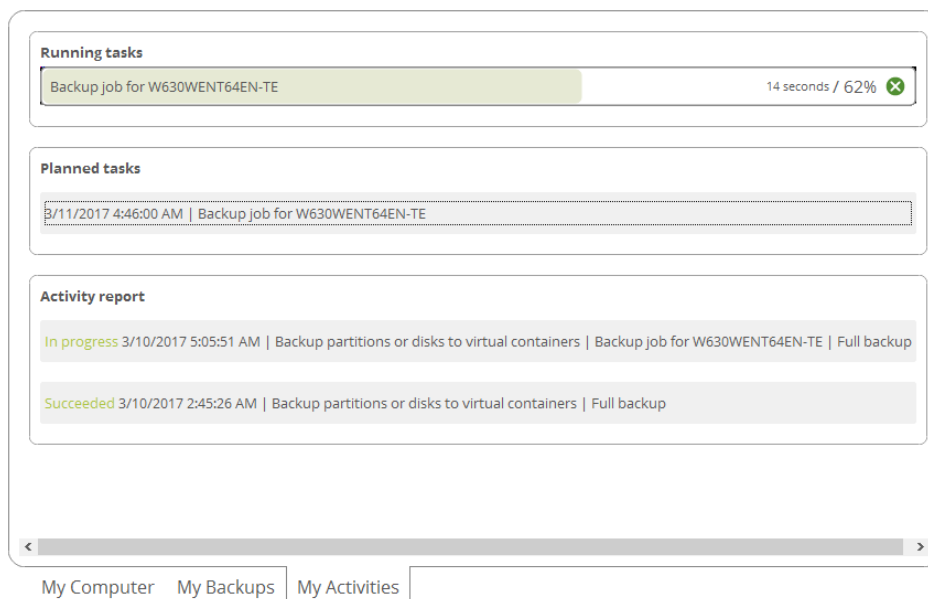 Running tasks
Backup job for W630WENT64EN-TE 14 seconds / 62%
Planned tasks
3/11/2017 4:46:00 AM | Backup job for W630WENT64EN-TE
Activity report
In progress 3/10/2017 5:05:51 AM | Backup partitions or disks to virtual containers | Backup job for W630WENT64EN-TE | Full backup
Succeeded 3/10/2017 2:45:26 AM | Backup partitions or disks to virtual containers | Full backup
My Computer My Backups My Activities